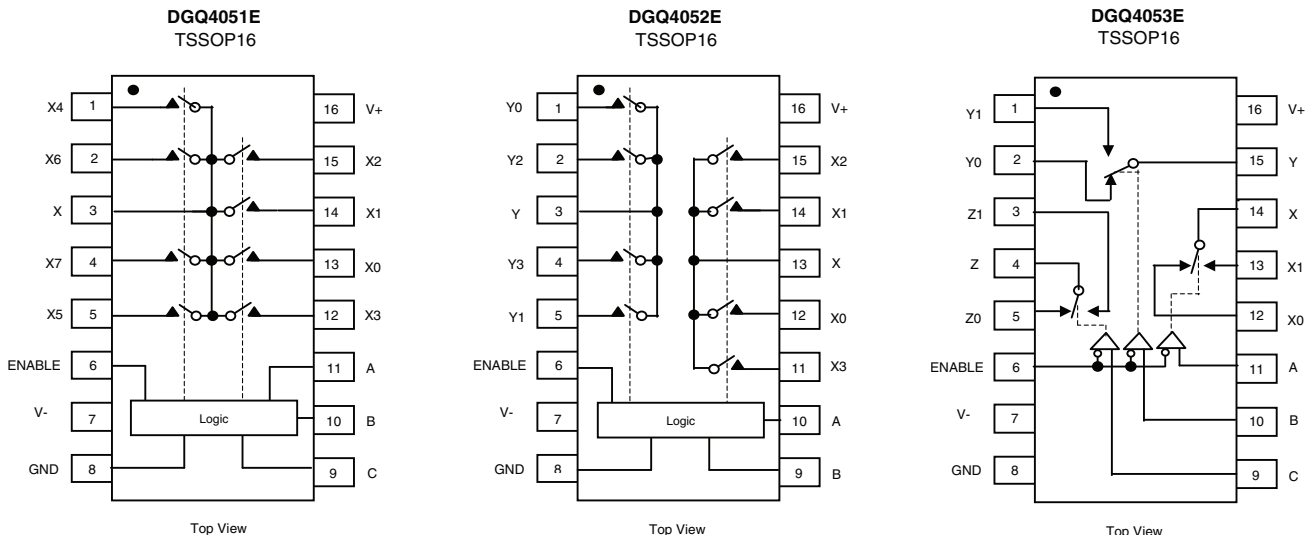 DGQ4051E
TSSOP16
X4 1 16 V+
X6 2 15 X2
X 3 14 X1
X7 4 13 X0
X5 5 12 X3
ENABLE 6 11 A
V- 7 Logic 10 B
GND 8 9 C
Top View
DGQ4052E
TSSOP16
Y0 1 16 V+
Y2 2 15 X2
Y 3 14 X1
Y3 4 13 X
Y1 5 12 X0
ENABLE 6 11 X3
V- 7 Logic 10 A
GND 8 9 B
Top View
DGQ4053E
TSSOP16
Y1 1 16 V+
Y0 2 15 Y
Z1 3 14 X
Z 4 13 X1
Z0 5 12 X0
ENABLE 6 11 A
V- 7 10 B
GND 8 9 C
Top View